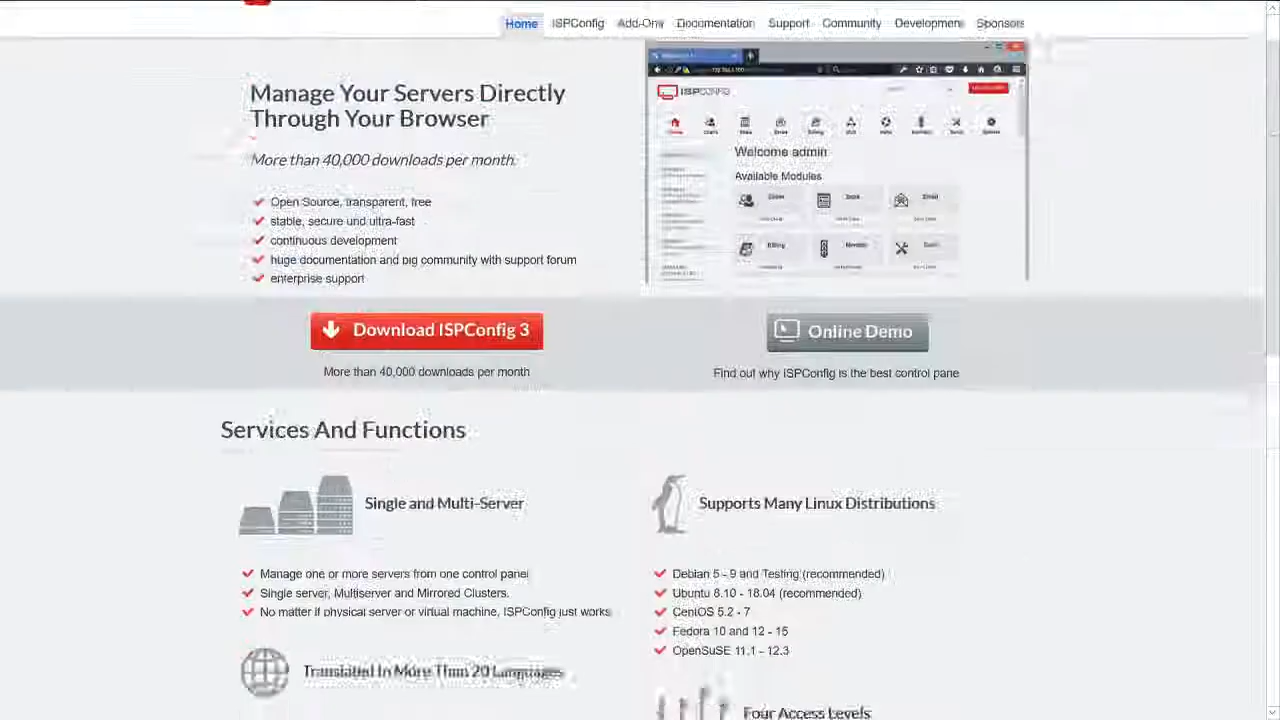 Home ISPConfig Add-Ons Documentation Support Community Development Sponsors
Manage Your Servers Directly
Through Your Browser
More than 40,000 downloads per month.
Open Source, transparent, free
stable, secure und ultra-fast
continuous development
huge documentation and big community with support forum
enterprise support
ISPCONFIG
Home
Welcome admin
Available Modules
Email
Billing
Monitor
Download ISPConfig 3
More than 40,000 downloads per month
Online Demo
Find out why ISPConfig is the best control pane
Services And Functions
Single and Multi-Server
Manage one or more servers from one control panel
Single server, Multiserver and Mirrored Clusters.
No matter if physical server or virtual machine, ISPConfig just works
Translated In More Than 20 Languages
Supports Many Linux Distributions
Debian 5 - 9 and Testing (recommended)
Ubuntu 8.10 - 18.04 (recommended)
CentOS 5.2 - 7
Fedora 10 and 12 - 15
OpenSuSE 11.1 - 12.3
Four Access Levels